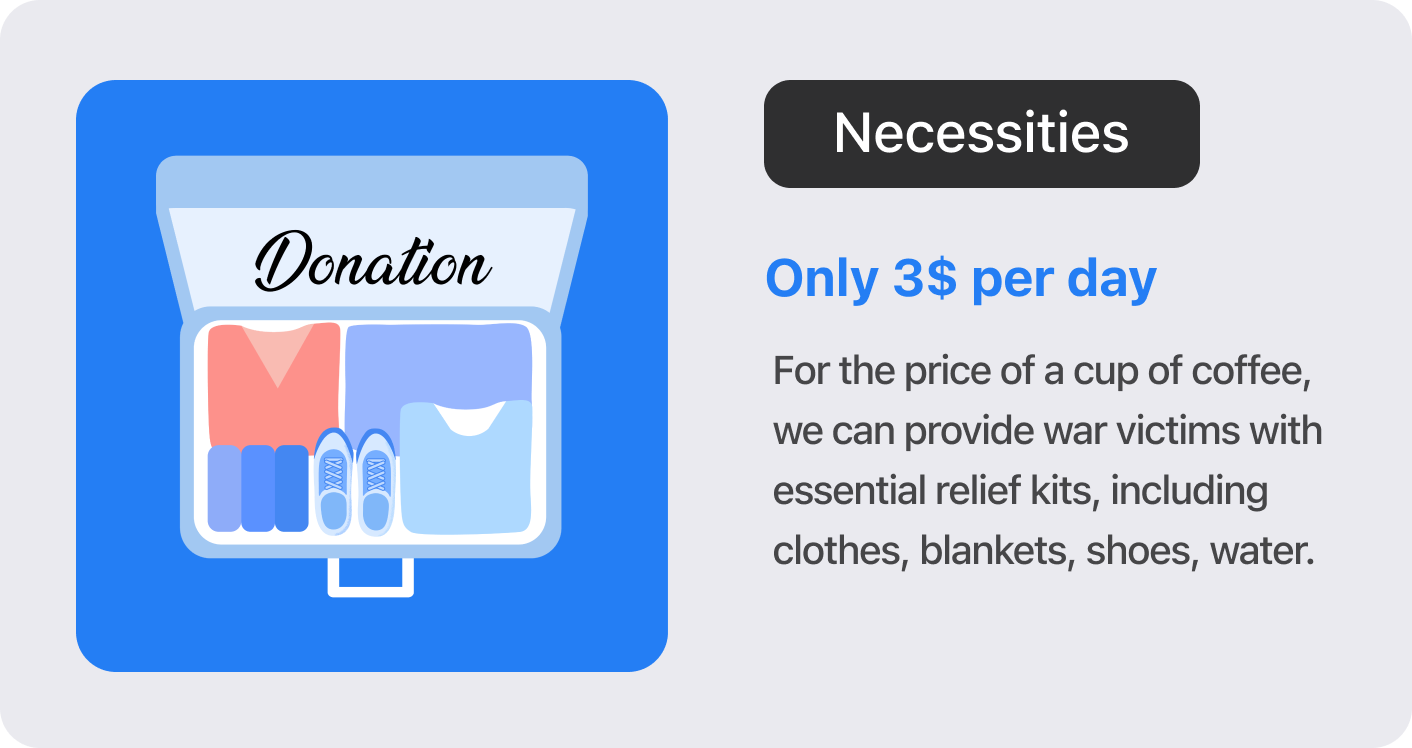 Donation
Necessities
Only 3$ per day
For the price of a cup of coffee,
we can provide war victims with
essential relief kits, including
clothes, blankets, shoes, water.